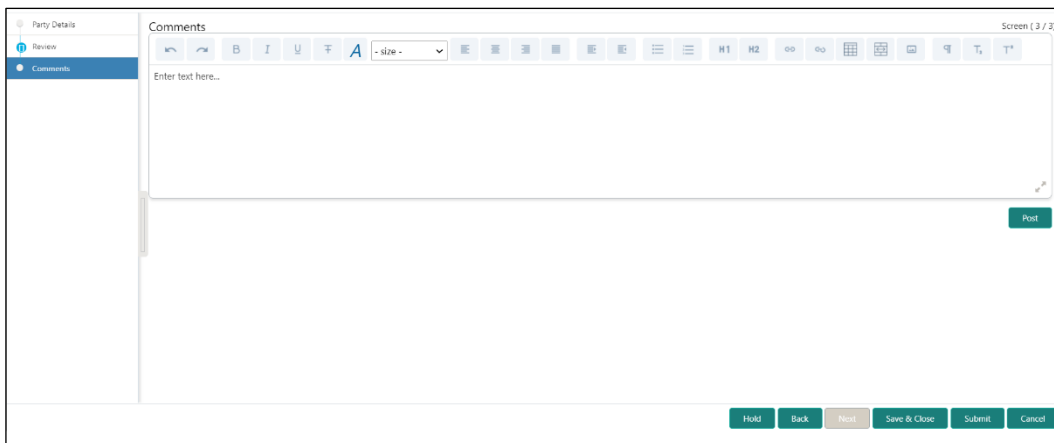 Party Details
Review
Comments
Comments
Screen ( 3 / 3)
B I U T A - size - H1 H2 ¶ T, T"
Enter text here...
Post
Hold Back Next Save & Close Submit Cancel